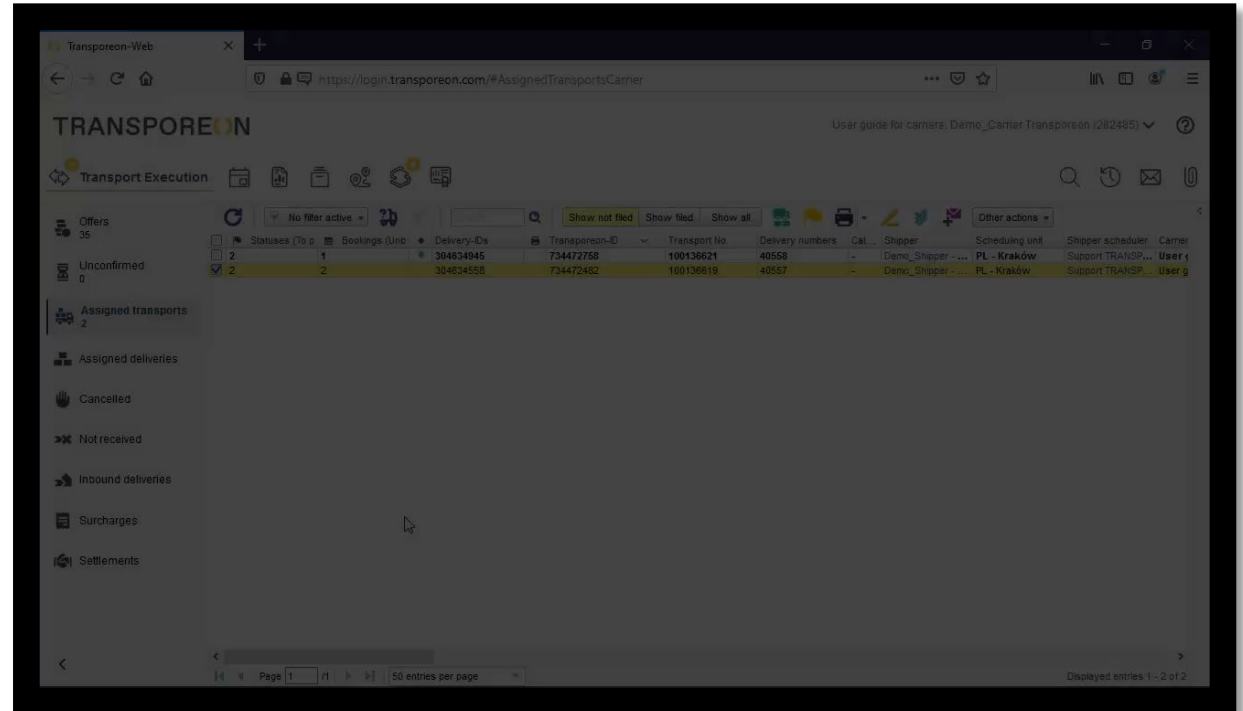 Transporeon-Web
https://login.transporeon.com/#AssignedTransportsCarrier
TRANSPOREON
User guide for carriers, Demo_Carrier Transporeon (282485)
Transport Execution
Offers
35
Unconfirmed
0
Assigned transports
2
Assigned deliveries
Cancelled
Not received
Inbound deliveries
Surcharges
Settlements
No filter active
Show not filed Show filed Show all
Other actions
Statuses (To p Bookings (Unb Delivery-IDs Transporeon-ID Transport No. Delivery numbers Cat... Shipper Scheduling unit Shipper scheduler Carrier
2 1 304634945 734472758 100136621 40558 - Demo_Shipper - ... PL - Kraków Support TRANSP... User g
2 2 304634558 734472482 100136619 40557 - Demo_Shipper - ... PL - Kraków Support TRANSP... User g
Page 1 /1 50 entries per page
Displayed entries 1 - 2 of 2